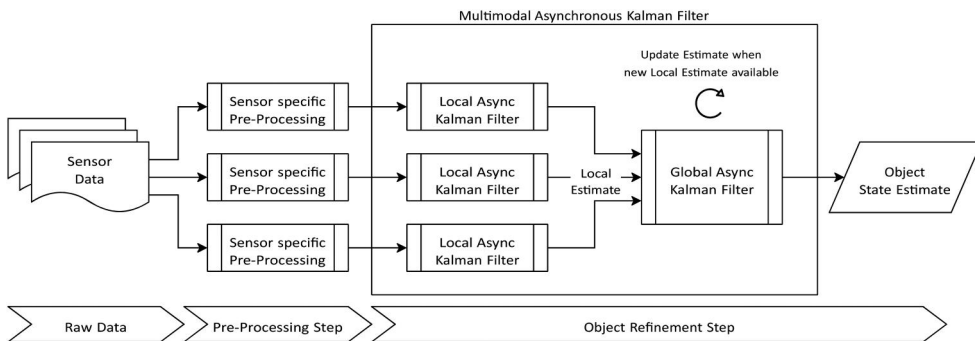 Multimodal Asynchronous Kalman Filter
Update Estimate when
new Local Estimate available
Sensor
Data
Sensor specific
Pre-Processing
Local Async
Kalman Filter
Sensor specific
Pre-Processing
Local Async
Kalman Filter
Local
Estimate
Global Async
Kalman Filter
Object
State Estimate
Sensor specific
Pre-Processing
Local Async
Kalman Filter
Raw Data
Pre-Processing Step
Object Refinement Step